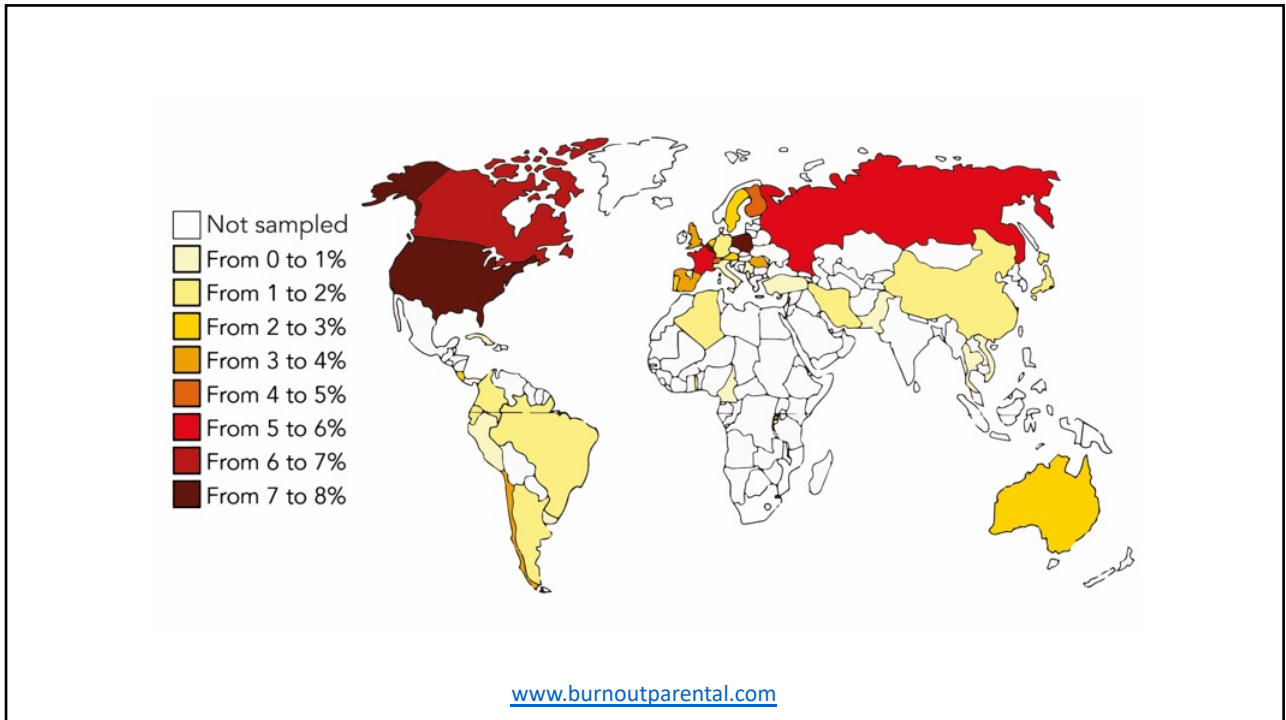 Not sampled
From 0 to 1%
From 1 to 2%
From 2 to 3%
From 3 to 4%
From 4 to 5%
From 5 to 6%
From 6 to 7%
From 7 to 8%
www.burnoutparental.com